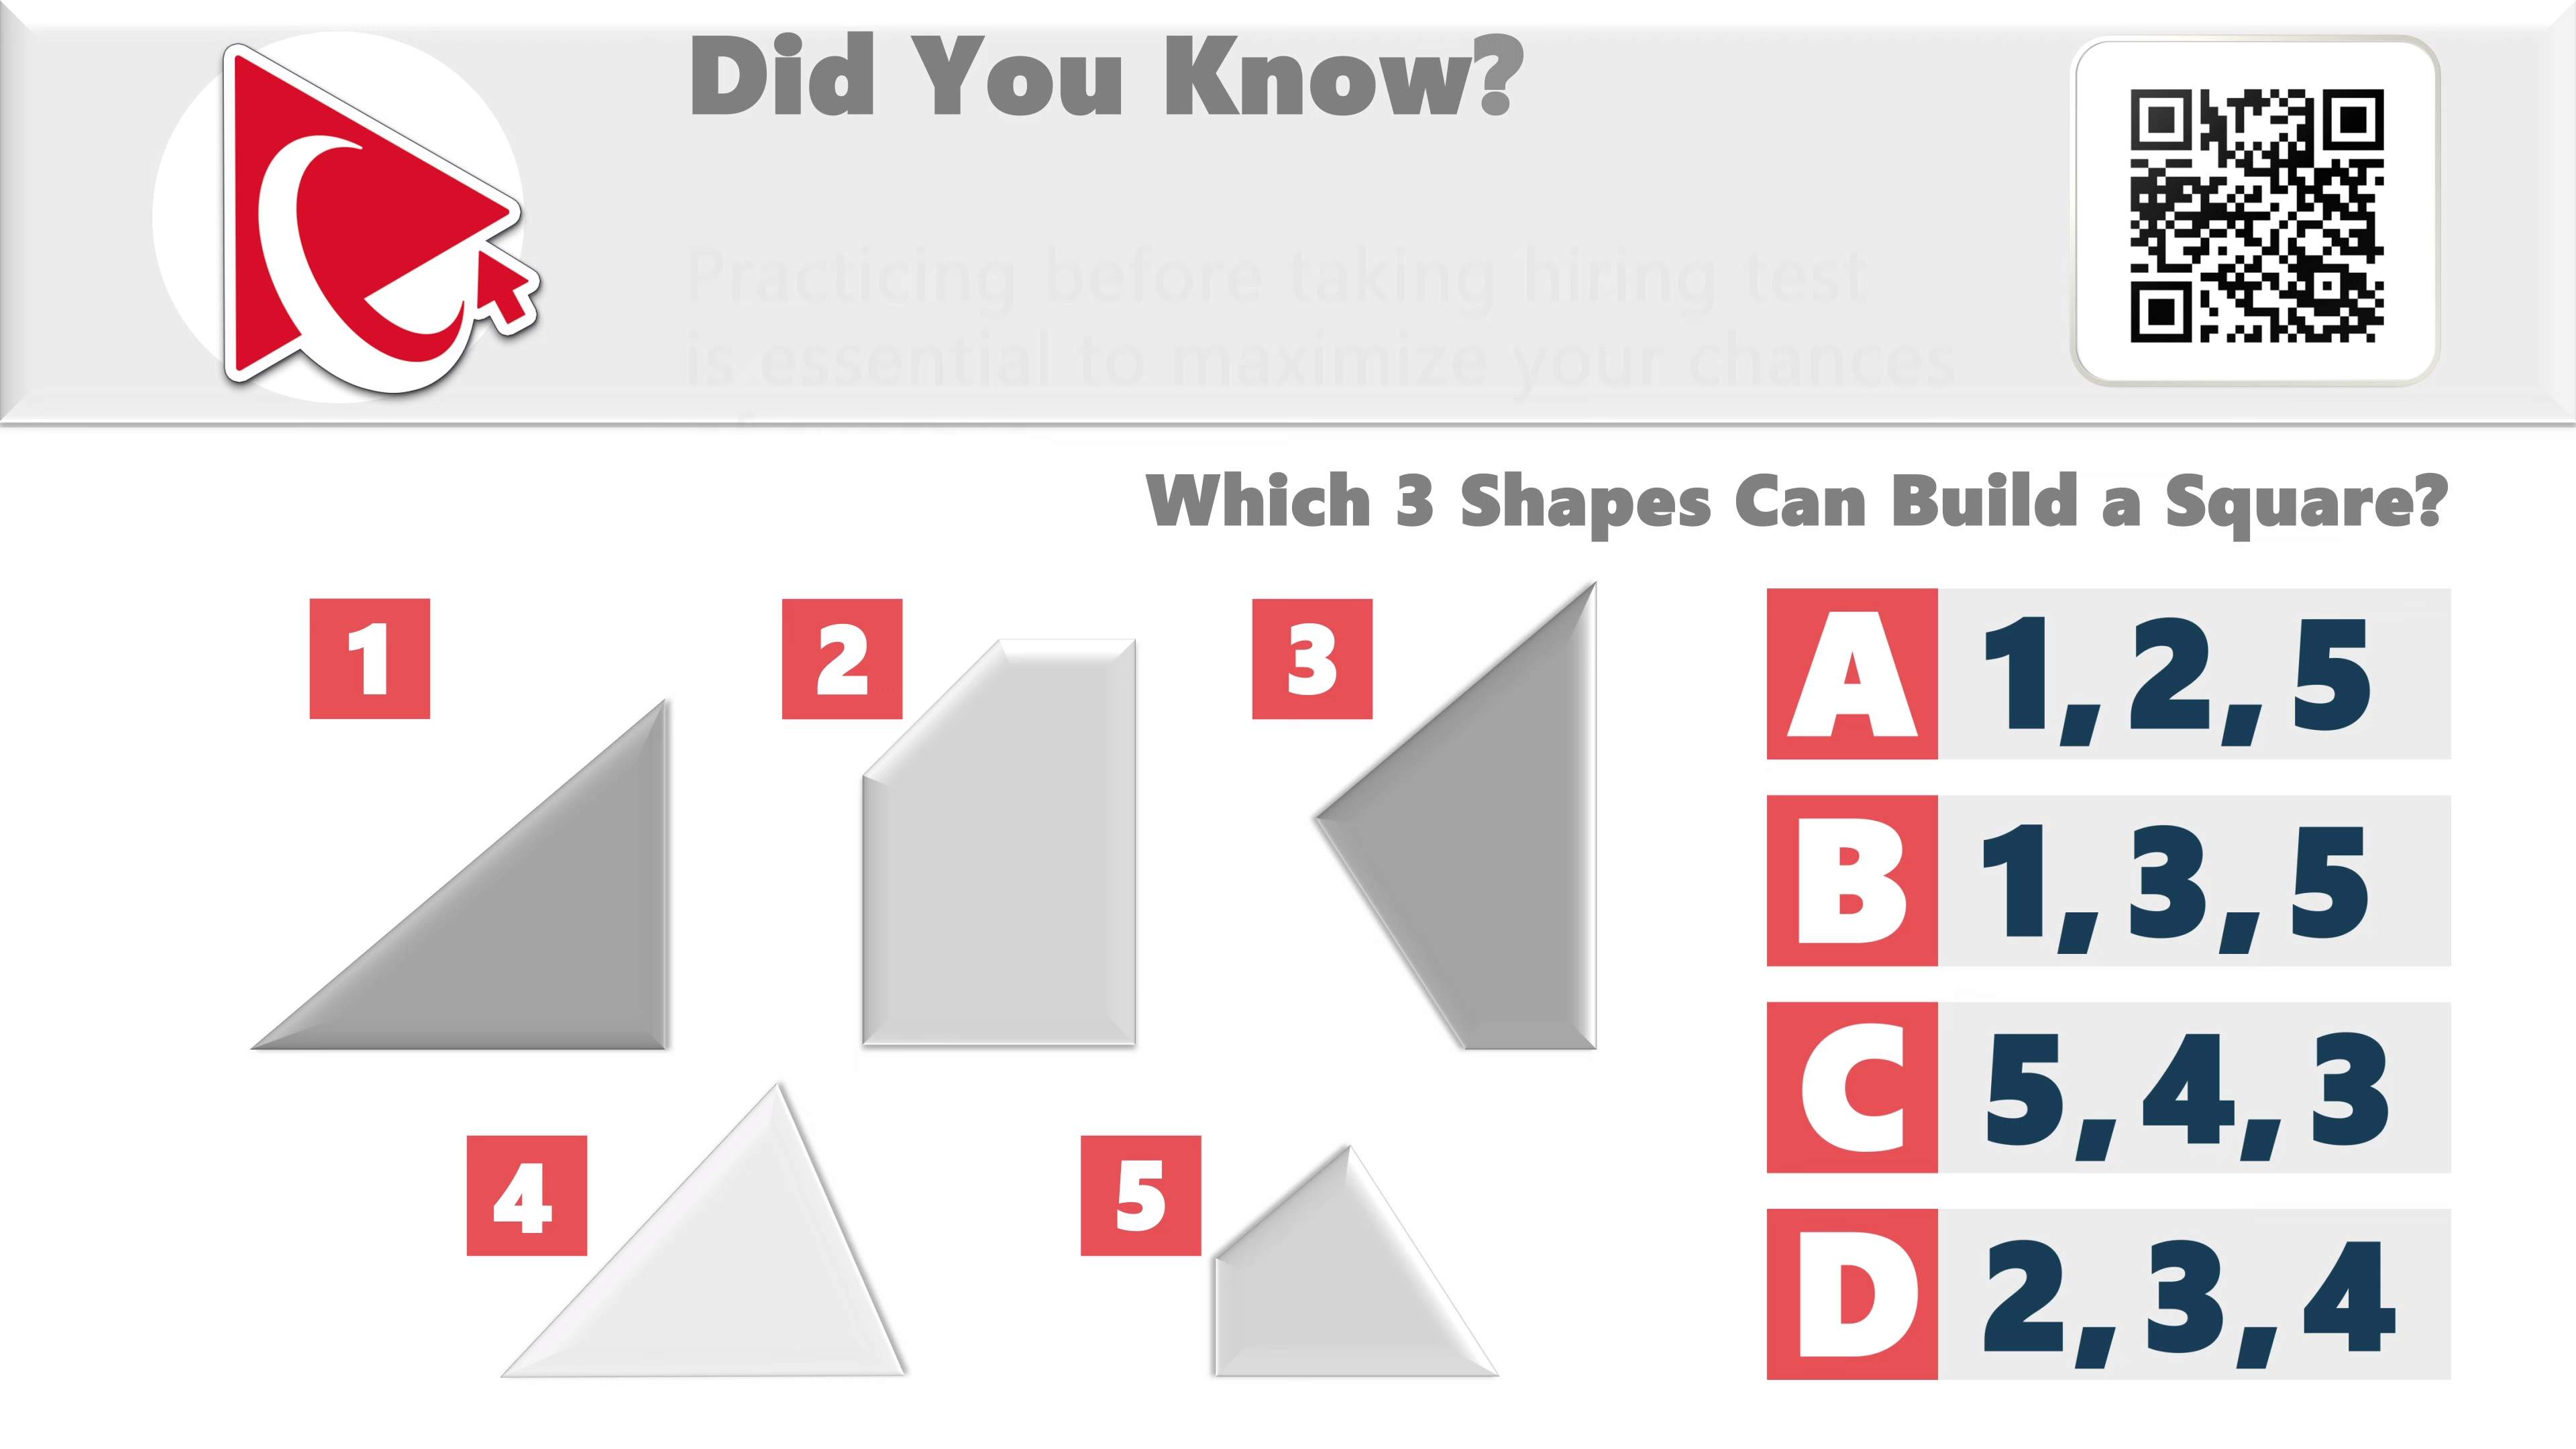 Did You Know?
Practicing before taking hiring test
is essential to maximize your chances
Which 3 Shapes Can Build a Square?
1
2
3
4
5
A 1, 2, 5
B 1, 3, 5
C 5, 4, 3
D 2, 3, 4